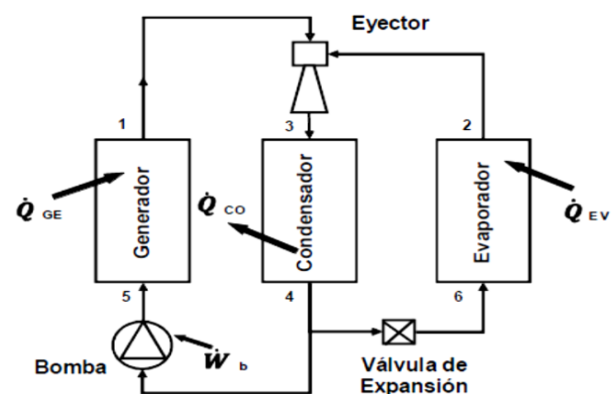 Eyector
1
3
2
Generador
Condensador
Evaporador
Q̇ GE
Q̇ CO
Q̇ EV
5
4
6
Bomba
Ẇ b
Válvula de
Expansión